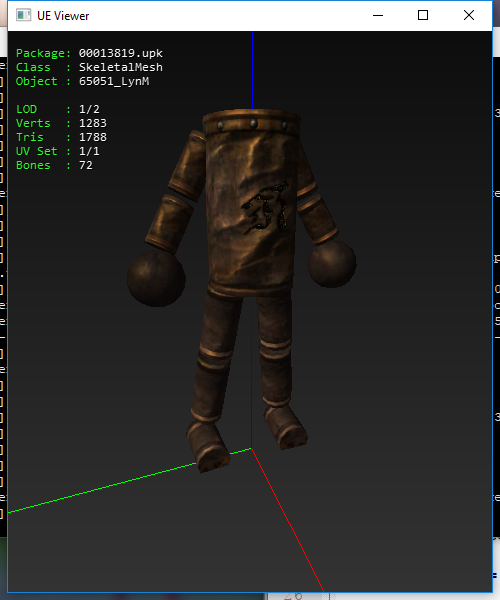 UE Viewer
Package: 00013819.upk
Class  : SkeletalMesh
Object : 65051_LynM
LOD    : 1/2
Verts  : 1283
Tris   : 1788
UV Set : 1/1
Bones  : 72
26